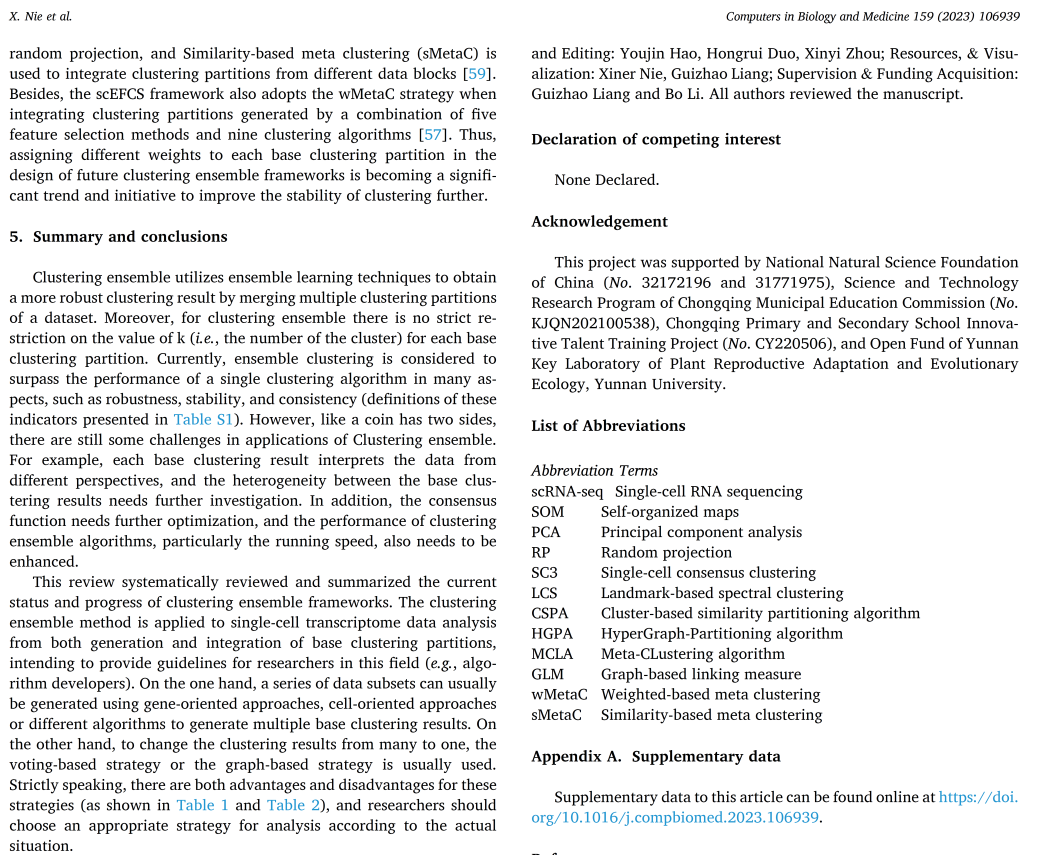 X. Nie et al.
Computers in Biology and Medicine 159 (2023) 106939
random projection, and Similarity-based meta clustering (sMetaC) is
used to integrate clustering partitions from different data blocks [59].
Besides, the scEFCS framework also adopts the wMetaC strategy when
integrating clustering partitions generated by a combination of five
feature selection methods and nine clustering algorithms [57]. Thus,
assigning different weights to each base clustering partition in the
design of future clustering ensemble frameworks is becoming a signifi-
cant trend and initiative to improve the stability of clustering further.
5. Summary and conclusions
Clustering ensemble utilizes ensemble learning techniques to obtain
a more robust clustering result by merging multiple clustering partitions
of a dataset. Moreover, for clustering ensemble there is no strict re-
striction on the value of k (i.e., the number of the cluster) for each base
clustering partition. Currently, ensemble clustering is considered to
surpass the performance of a single clustering algorithm in many as-
pects, such as robustness, stability, and consistency (definitions of these
indicators presented in Table S1). However, like a coin has two sides,
there are still some challenges in applications of Clustering ensemble.
For example, each base clustering result interprets the data from
different perspectives, and the heterogeneity between the base clus-
tering results needs further investigation. In addition, the consensus
function needs further optimization, and the performance of clustering
ensemble algorithms, particularly the running speed, also needs to be
enhanced.
This review systematically reviewed and summarized the current
status and progress of clustering ensemble frameworks. The clustering
ensemble method is applied to single-cell transcriptome data analysis
from both generation and integration of base clustering partitions,
intending to provide guidelines for researchers in this field (e.g., algo-
rithm developers). On the one hand, a series of data subsets can usually
be generated using gene-oriented approaches, cell-oriented approaches
or different algorithms to generate multiple base clustering results. On
the other hand, to change the clustering results from many to one, the
voting-based strategy or the graph-based strategy is usually used.
Strictly speaking, there are both advantages and disadvantages for these
strategies (as shown in Table 1 and Table 2), and researchers should
choose an appropriate strategy for analysis according to the actual
situation.
and Editing: Youjin Hao, Hongrui Duo, Xinyi Zhou; Resources, & Visu-
alization: Xiner Nie, Guizhao Liang; Supervision & Funding Acquisition:
Guizhao Liang and Bo Li. All authors reviewed the manuscript.
Declaration of competing interest
None Declared.
Acknowledgement
This project was supported by National Natural Science Foundation
of China (No. 32172196 and 31771975), Science and Technology
Research Program of Chongqing Municipal Education Commission (No.
KJQN202100538), Chongqing Primary and Secondary School Innova-
tive Talent Training Project (No. CY220506), and Open Fund of Yunnan
Key Laboratory of Plant Reproductive Adaptation and Evolutionary
Ecology, Yunnan University.
List of Abbreviations
Abbreviation Terms
scRNA-seq Single-cell RNA sequencing
SOM Self-organized maps
PCA Principal component analysis
RP Random projection
SC3 Single-cell consensus clustering
LCS Landmark-based spectral clustering
CSPA Cluster-based similarity partitioning algorithm
HGPA HyperGraph-Partitioning algorithm
MCLA Meta-CLustering algorithm
GLM Graph-based linking measure
wMetaC Weighted-based meta clustering
sMetaC Similarity-based meta clustering
Appendix A. Supplementary data
Supplementary data to this article can be found online at https://doi.
org/10.1016/j.compbiomed.2023.106939.